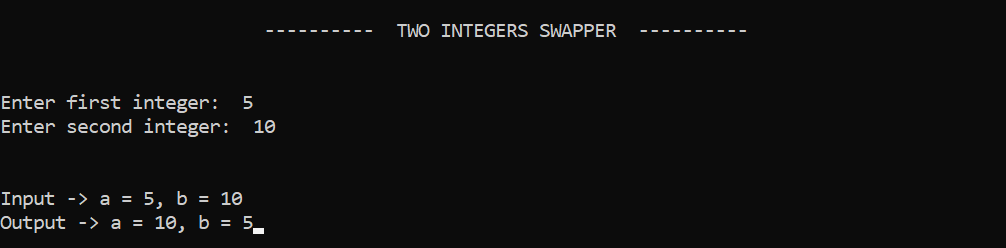 ---------- TWO INTEGERS SWAPPER ----------
Enter first integer:  5
Enter second integer:  10
Input -> a = 5, b = 10
Output -> a = 10, b = 5